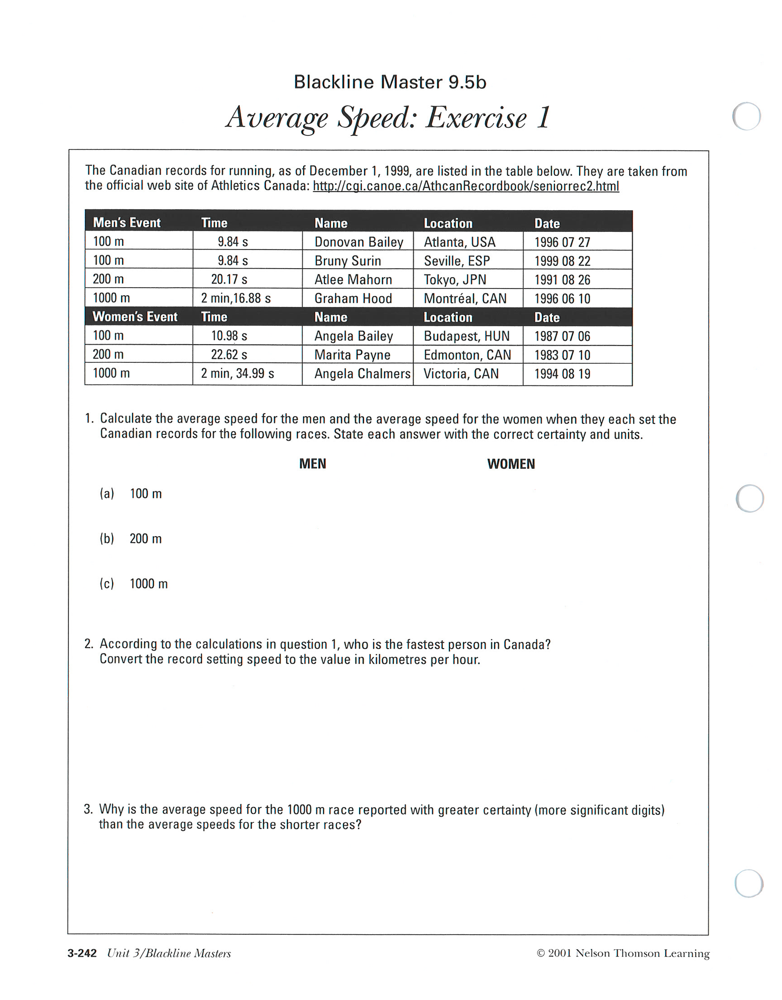 Blackline Master 9.5b
Average Speed: Exercise 1
The Canadian records for running, as of December 1, 1999, are listed in the table below. They are taken from
the official web site of Athletics Canada: http://cgi.canoe.ca/AthcanRecordbook/seniorrec2.html
Men's Event Time Name Location Date
100 m 9.84 s Donovan Bailey Atlanta, USA 1996 07 27
100 m 9.84 s Bruny Surin Seville, ESP 1999 08 22
200 m 20.17 s Atlee Mahorn Tokyo, JPN 1991 08 26
1000 m 2 min,16.88 s Graham Hood Montréal, CAN 1996 06 10
Women's Event Time Name Location Date
100 m 10.98 s Angela Bailey Budapest, HUN 1987 07 06
200 m 22.62 s Marita Payne Edmonton, CAN 1983 07 10
1000 m 2 min, 34.99 s Angela Chalmers Victoria, CAN 1994 08 19
1. Calculate the average speed for the men and the average speed for the women when they each set the
Canadian records for the following races. State each answer with the correct certainty and units.
MEN WOMEN
(a) 100 m
(b) 200 m
(c) 1000 m
2. According to the calculations in question 1, who is the fastest person in Canada?
Convert the record setting speed to the value in kilometres per hour.
3. Why is the average speed for the 1000 m race reported with greater certainty (more significant digits)
than the average speeds for the shorter races?
3-242 Unit 3/Blackline Masters © 2001 Nelson Thomson Learning